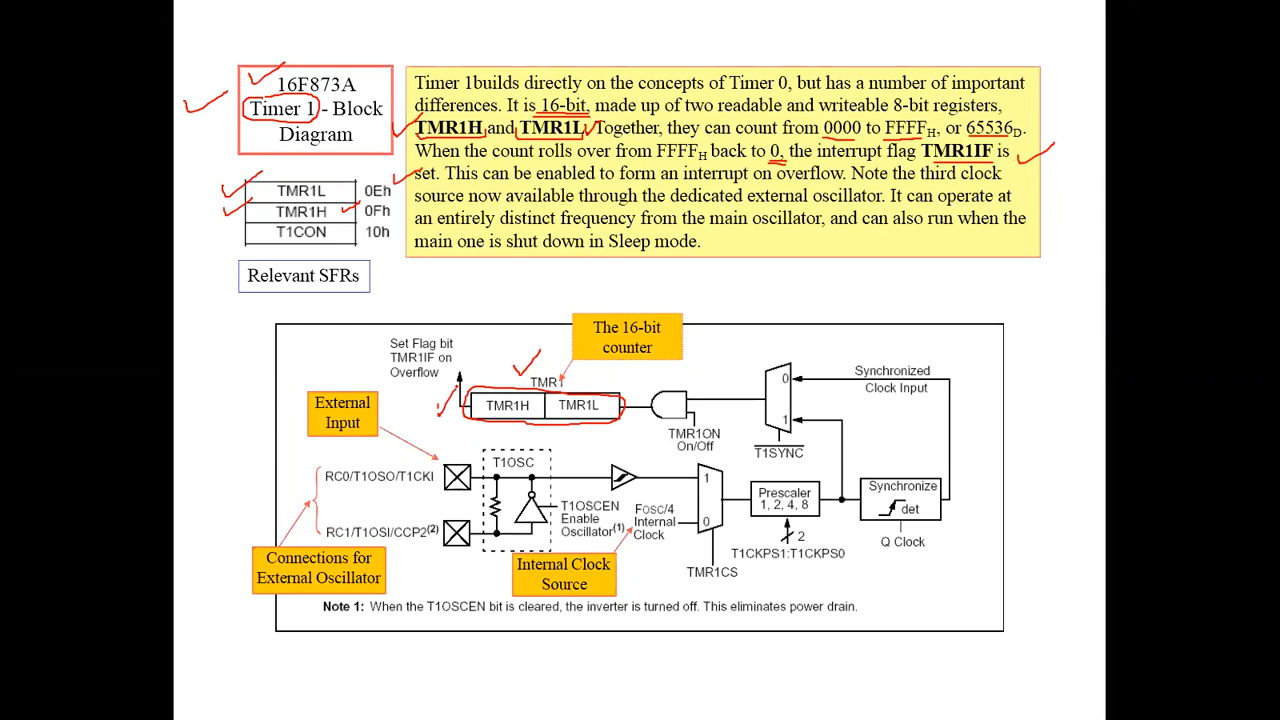 16F873A
Timer 1 - Block
Diagram
Timer 1builds directly on the concepts of Timer 0, but has a number of important
differences. It is 16-bit, made up of two readable and writeable 8-bit registers,
TMR1H and TMR1L. Together, they can count from 0000 to FFFFH, or 65536D.
When the count rolls over from FFFFH back to 0, the interrupt flag TMR1IF is
set. This can be enabled to form an interrupt on overflow. Note the third clock
source now available through the dedicated external oscillator. It can operate at
an entirely distinct frequency from the main oscillator, and can also run when the
main one is shut down in Sleep mode.
TMR1L 0Eh
TMR1H 0Fh
T1CON 10h
Relevant SFRs
The 16-bit
counter
Set Flag bit
TMR1IF on
Overflow
TMR1
TMR1H TMR1L
TMR1ON
On/Off
0
1
T1SYNC
Synchronized
Clock Input
External
Input
RC0/T1OSO/T1CKI
RC1/T1OSI/CCP2(2)
T1OSC
T1OSCEN
Enable
Oscillator(1)
FOSC/4
Internal
Clock
1
0
TMR1CS
Prescaler
1, 2, 4, 8
2
T1CKPS1:T1CKPS0
Synchronize
det
Q Clock
Connections for
External Oscillator
Internal Clock
Source
Note 1: When the T1OSCEN bit is cleared, the inverter is turned off. This eliminates power drain.